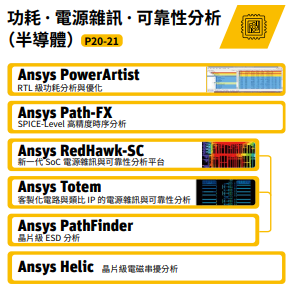 功耗 · 電源雜訊 · 可靠性分析
（半導體） P20-21
Ansys PowerArtist
RTL 級功耗分析與優化
Ansys Path-FX
SPICE-Level 高精度時序分析
Ansys RedHawk-SC
新一代 SoC 電源雜訊與可靠性分析平台
Ansys Totem
客製化電路與類比 IP 的電源雜訊與可靠性分析
Ansys PathFinder
晶片級 ESD 分析
Ansys Helic 晶片級電磁串擾分析